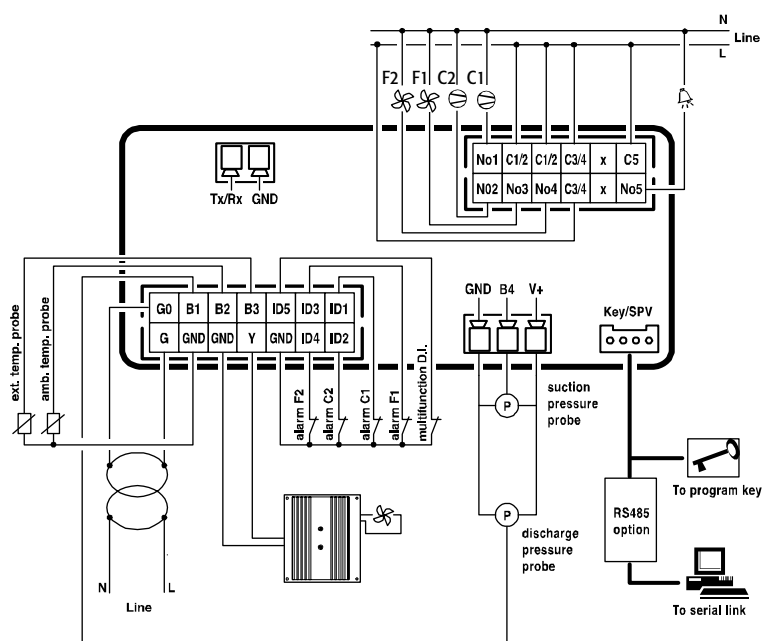 N
Line
L
F2 F1 C2 C1
No1 C1/2 C1/2 C3/4 x C5
N02 No3 No4 C3/4 x No5
Tx/Rx GND
G0 B1 B2 B3 ID5 ID3 ID1
G GND GND Y GND ID4 ID2
GND B4 V+
Key/SPV
ext. temp. probe
amb. temp. probe
alarm F2
alarm C2
alarm C1
alarm F1
multifunction D.I.
P
suction
pressure
probe
P
discharge
pressure
probe
To program key
RS485
option
To serial link
N L
Line